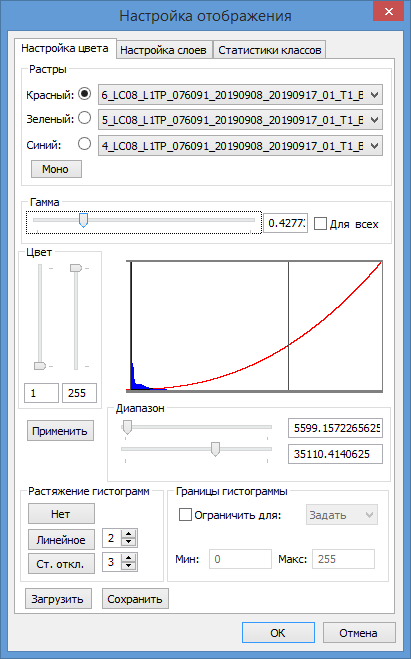 Настройка отображения
Настройка цвета Настройка слоев Статистики классов
Растры
Красный: 6_LC08_L1TP_076091_20190908_20190917_01_T1_B
Зеленый: 5_LC08_L1TP_076091_20190908_20190917_01_T1_B
Синий: 4_LC08_L1TP_076091_20190908_20190917_01_T1_B
Моно
Гамма
0.4277 Для всех
Цвет
1 255
Применить
Диапазон
5599.1572265625
35110.4140625
Растяжение гистограмм
Нет
Линейное 2
Ст. откл. 3
Границы гистограммы
Ограничить для: Задать
Мин: 0 Макс: 255
Загрузить Сохранить
ОК Отмена